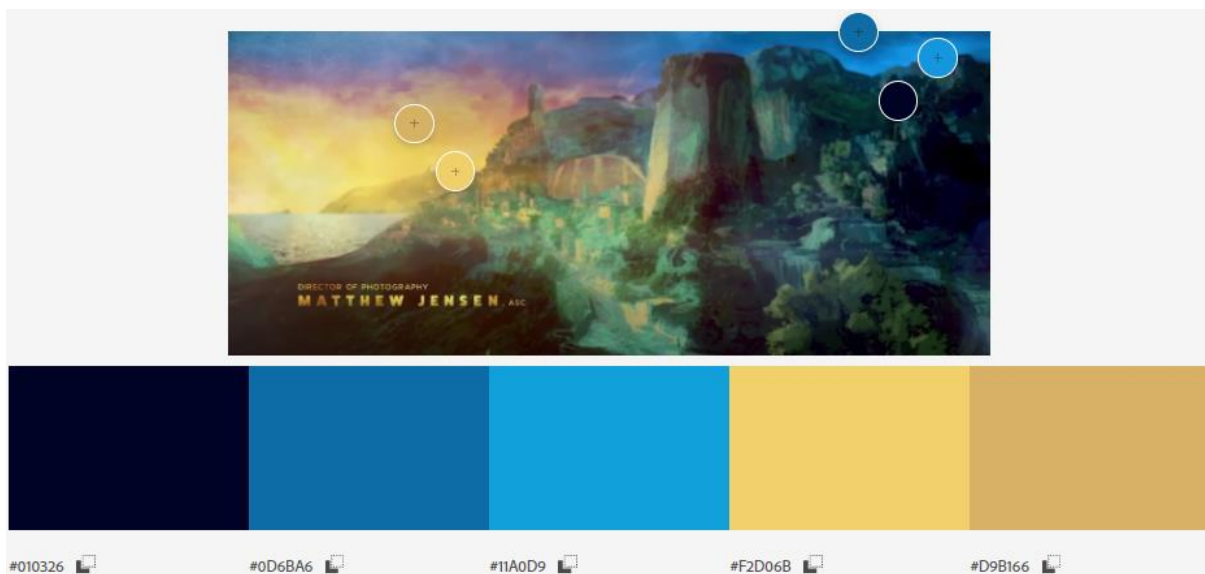 DIRECTOR OF PHOTOGRAPHY
MATTHEW JENSEN, ASC
#010326
#0D6BA6
#11A0D9
#F2D06B
#D9B166